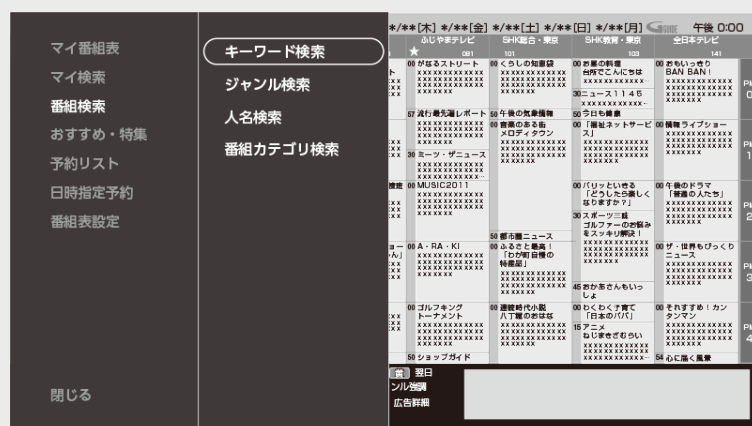 マイ番組表
マイ検索
番組検索
おすすめ・特集
予約リスト
日時指定予約
番組表設定
閉じる
キーワード検索
ジャンル検索
人名検索
番組カテゴリ検索
*/**[木] */**[金] */**[土] */**[日] */**[月] 午後 0:00
ふじやまテレビ
★ 081
00 がなるストリート
57 流行最先端レポート
30 ミーツ・ザニュース
00 MUSIC2011
00 A・RA・KI
00 ゴルフキング
トーナメント
50 ショップガイド
SHK総合・東京
101
00 くらしの知恵袋
50 午後の気象情報
00 音楽のある街
メロディタウン
50 都市圏ニュース
00 ふるさと最高!
「わが町自慢の
特産品」
00 連続時代小説
八丁堀のおはな
SHK教育・東京
103
00 お昼の料理
台所でこんにちは
30 ニュース1145
50 今日も健康
00 「福祉ネットサービ
ス」
00 パリッといきる
「どうしたら楽しく
なりますか?」
30 スポーツ三昧
ゴルファーのお悩み
をスッキリ解決!
45 おかあさんもいっ
しょ
00 わくわく子育て
「日本のパパ」
15 アニメ
ねじまきざむらい
全日本テレビ
141
00 おもいっきり
BAN BAN!
00 情報ライブショー
00 午後のドラマ
「普通の人たち」
00 ザ・世界もびっくり
ニュース
00 それすすめ!カン
タンマン
54 心に届く風景
黄 翌日
ンル強調
広告詳細